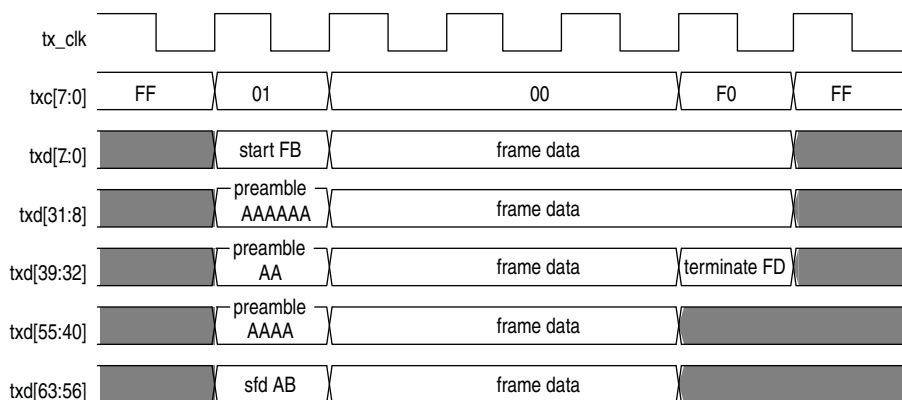 tx_clk
txc[7:0] FF 01 00 F0 FF
txd[7:0] start FB frame data
txd[31:8] preamble AAAAAA frame data
txd[39:32] preamble AA frame data terminate FD
txd[55:40] preamble AAAA frame data
txd[63:56] sfd AB frame data